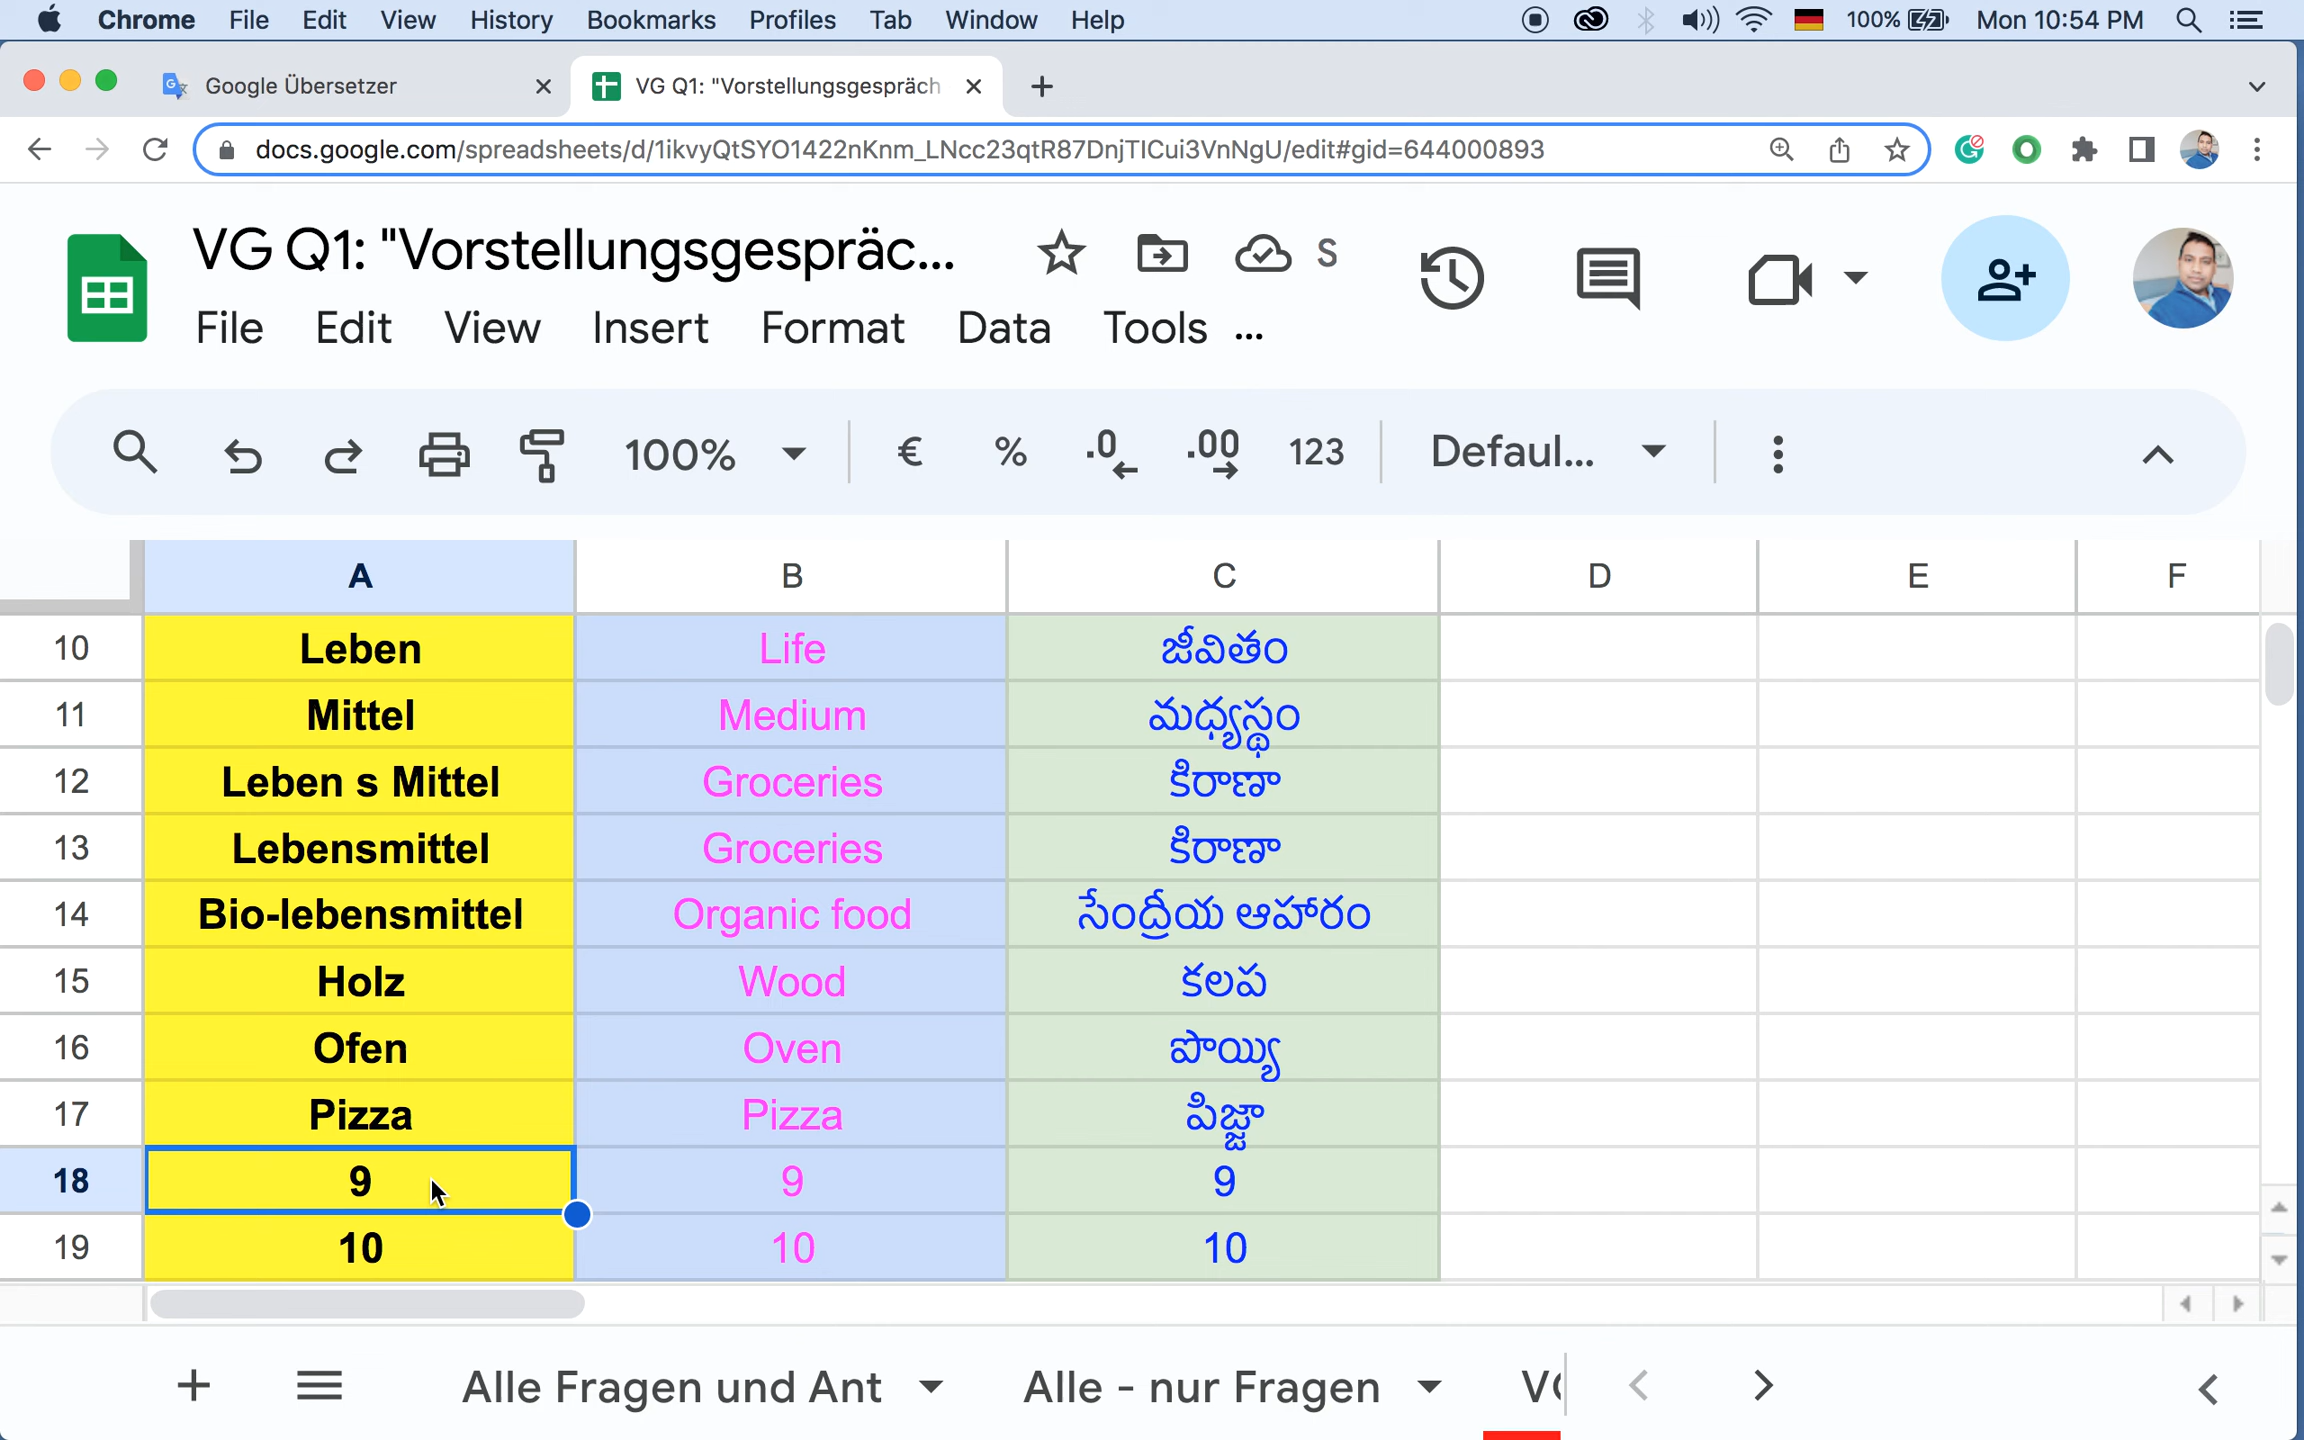 Chrome File Edit View History Bookmarks Profiles Tab Window Help 100% Mon 10:54 PM
Google Übersetzer VG Q1: "Vorstellungsgespräch
docs.google.com/spreadsheets/d/1ikvyQtSYO1422nKnm_LNcc23qtR87DnjTICui3VnNgU/edit#gid=644000893
VG Q1: "Vorstellungsgespräc... S
File Edit View Insert Format Data Tools ...
100% € % .0 .00 123 Defaul...
A B C D E F
10 Leben Life జీవితం
11 Mittel Medium మధ్యస్థం
12 Leben s Mittel Groceries కిరాణా
13 Lebensmittel Groceries కిరాణా
14 Bio-lebensmittel Organic food సేంద్రీయ ఆహారం
15 Holz Wood కలప
16 Ofen Oven పొయ్యి
17 Pizza Pizza పిజ్జా
18 9 9 9
19 10 10 10
Alle Fragen und Ant Alle - nur Fragen